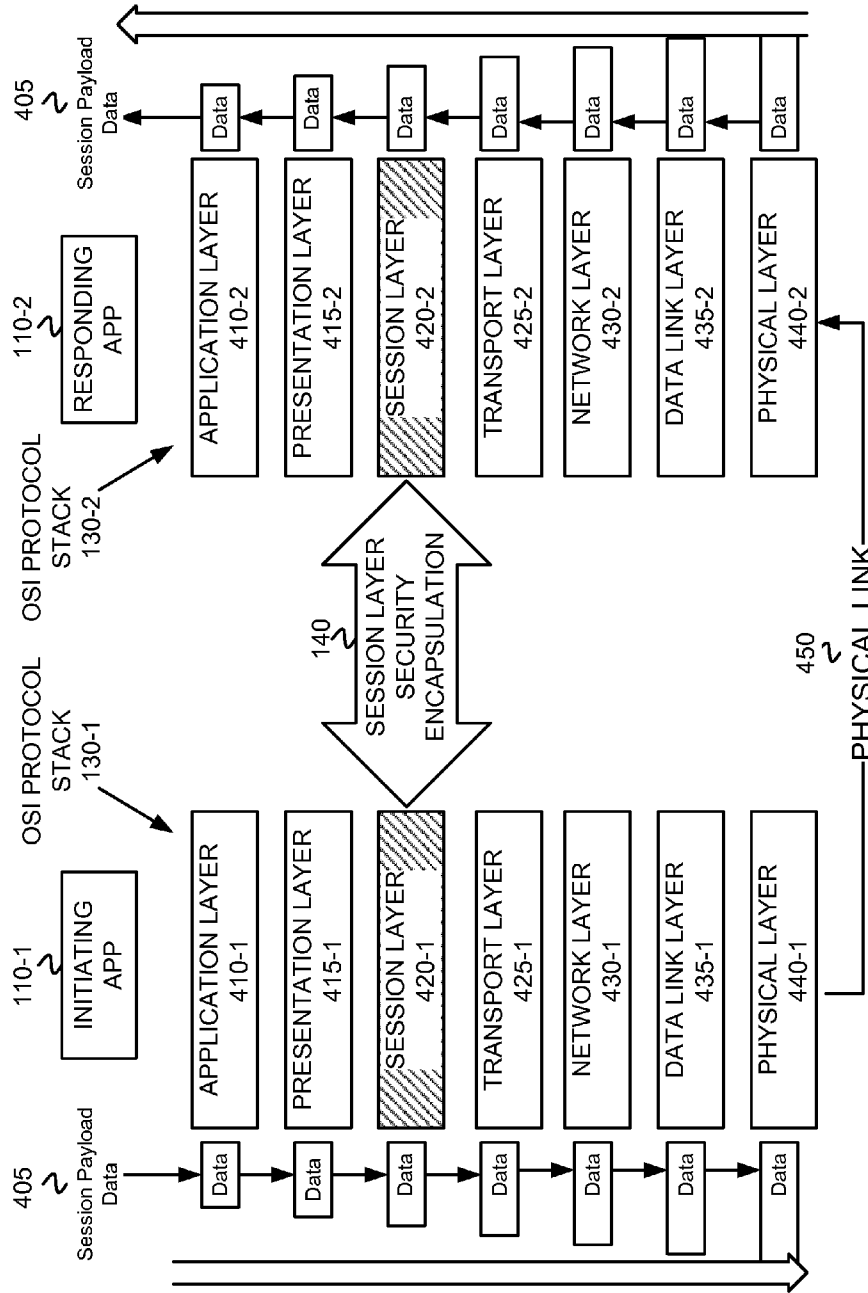 405
Session Payload
Data
110-1
INITIATING
APP
OSI PROTOCOL
STACK
130-1
OSI PROTOCOL
STACK
130-2
110-2
RESPONDING
APP
405
Session Payload
Data
Data
APPLICATION LAYER
410-1
APPLICATION LAYER
410-2
Data
Data
PRESENTATION LAYER
415-1
PRESENTATION LAYER
415-2
Data
Data
SESSION LAYER
420-1
140
SESSION LAYER
SECURITY
ENCAPSULATION
SESSION LAYER
420-2
Data
Data
TRANSPORT LAYER
425-1
TRANSPORT LAYER
425-2
Data
Data
NETWORK LAYER
430-1
NETWORK LAYER
430-2
Data
Data
DATA LINK LAYER
435-1
DATA LINK LAYER
435-2
Data
Data
PHYSICAL LAYER
440-1
PHYSICAL LAYER
440-2
Data
450
PHYSICAL LINK